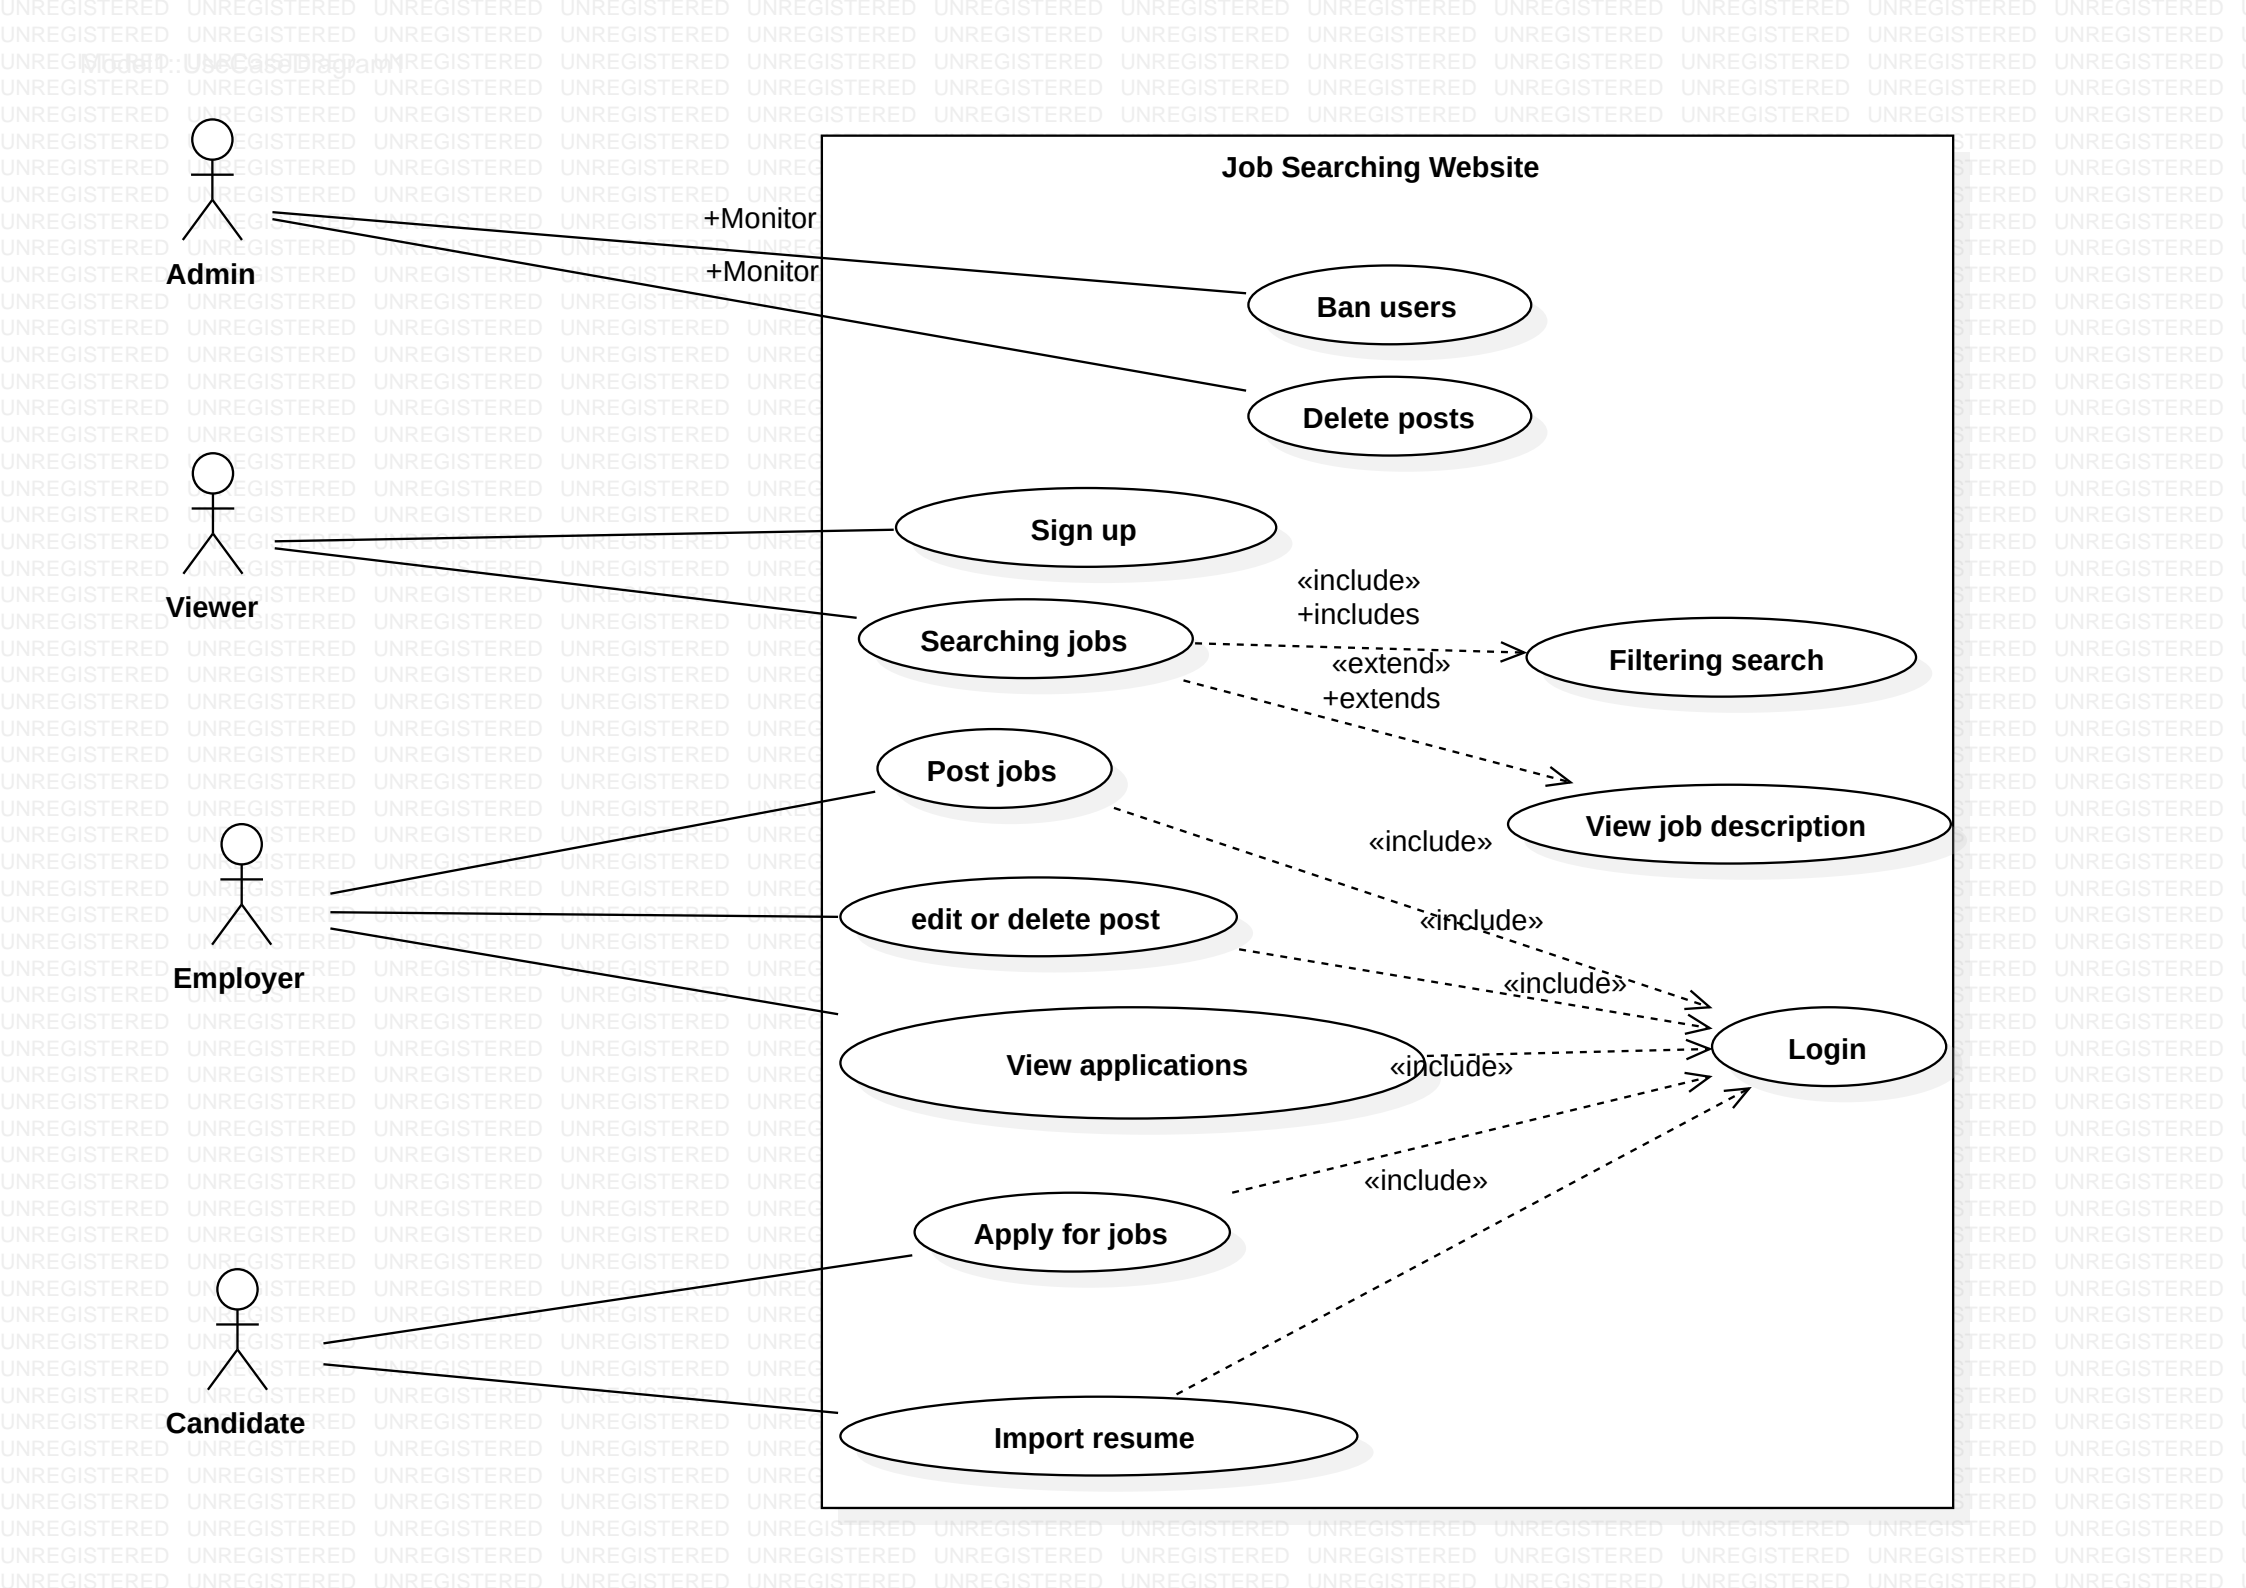 Model1::UseCaseDiagram1
Job Searching Website
+Monitor
+Monitor
Admin
Ban users
Delete posts
Sign up
Viewer
«include»
+includes
Searching jobs
Filtering search
«extend»
+extends
Post jobs
View job description
«include»
edit or delete post
«include»
Employer
«include»
View applications
«include»
Login
«include»
Apply for jobs
Candidate
Import resume